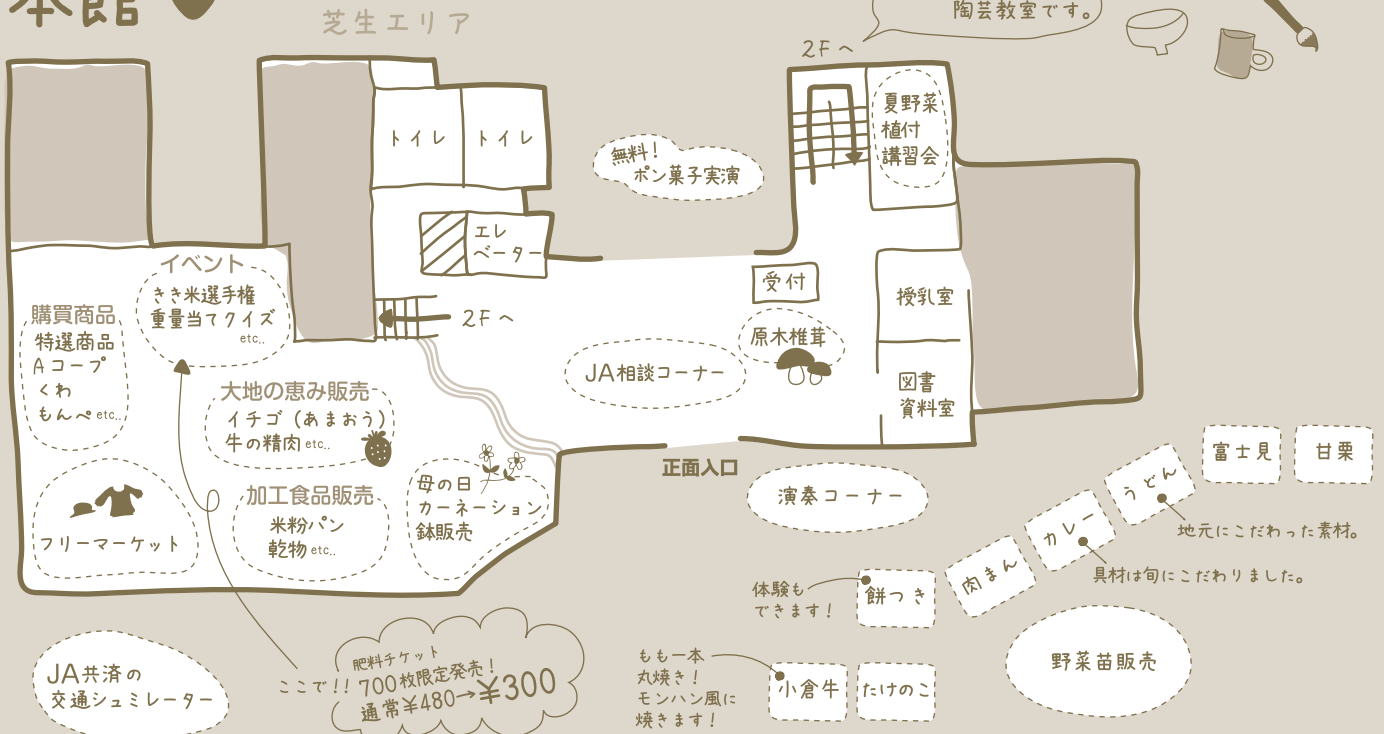 本館
芝生エリア
陶芸教室です。
2Fへ
夏野菜
植付
講習会
トイレ
トイレ
無料！
ポン菓子実演
エレ
ベーター
2Fへ
受付
授乳室
原木椎茸
JA相談コーナー
図書
資料室
正面入口
イベント
きき米選手権
重量当てクイズ
etc..
購買商品
特選商品
Aコープ
くわ
もんぺetc..
大地の恵み販売
イチゴ（あまおう）
牛の精肉etc..
加工食品販売
米粉パン
乾物etc..
母の日
カーネーション
鉢販売
フリーマーケット
演奏コーナー
富士見
甘栗
うどん
地元にこだわった素材。
カレー
具材は旬にこだわりました。
肉まん
体験も
できます！
餅つき
野菜苗販売
もも一本
丸焼き！
モンハン風に
焼きます！
小倉牛
たけのこ
JA共済の
交通シュミレーター
ここで！！
肥料チケット
700枚限定発売！
通常¥480→¥300